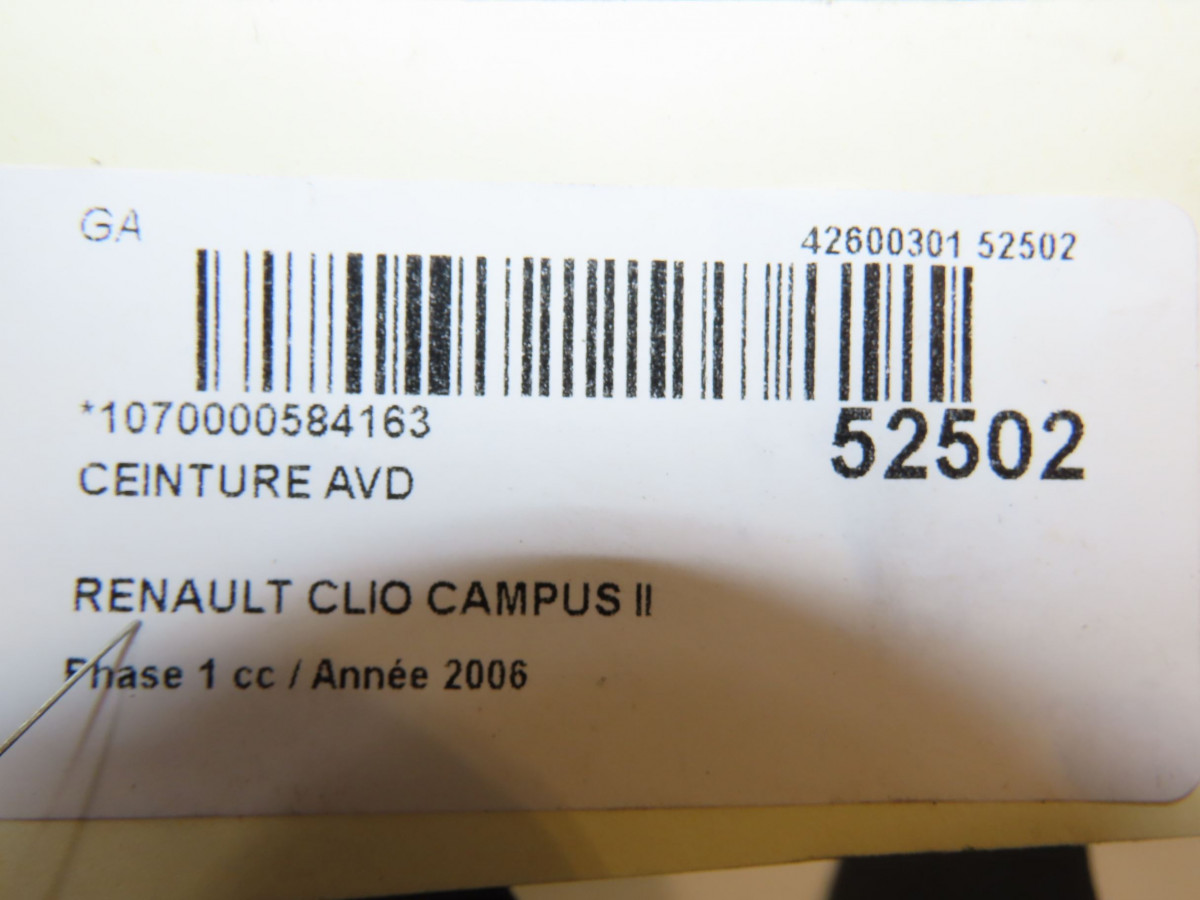 GA
42600301 52502
*1070000584163
52502
CEINTURE AVD
RENAULT CLIO CAMPUS II
Phase 1 cc / Année 2006